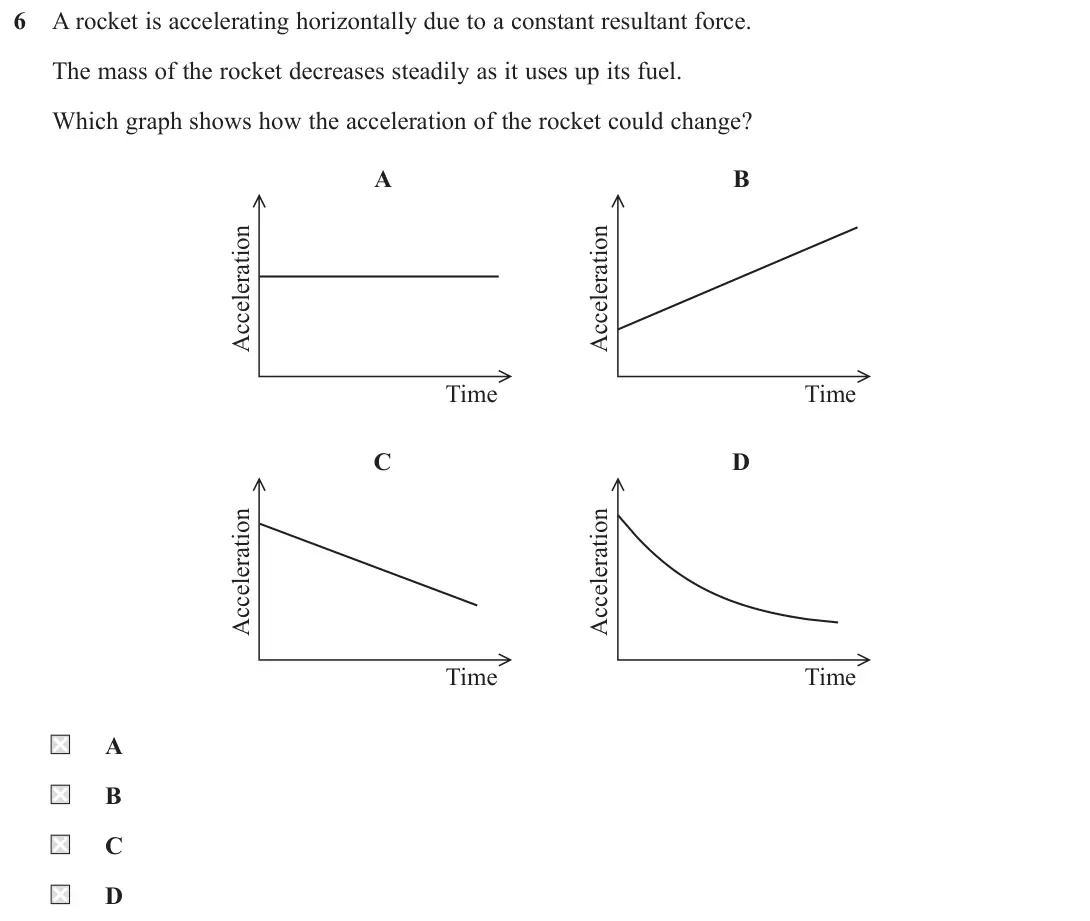 6 A rocket is accelerating horizontally due to a constant resultant force.
The mass of the rocket decreases steadily as it uses up its fuel.
Which graph shows how the acceleration of the rocket could change?
A
B
Acceleration
Time
Acceleration
Time
C
D
Acceleration
Time
Acceleration
Time
A
B
C
D